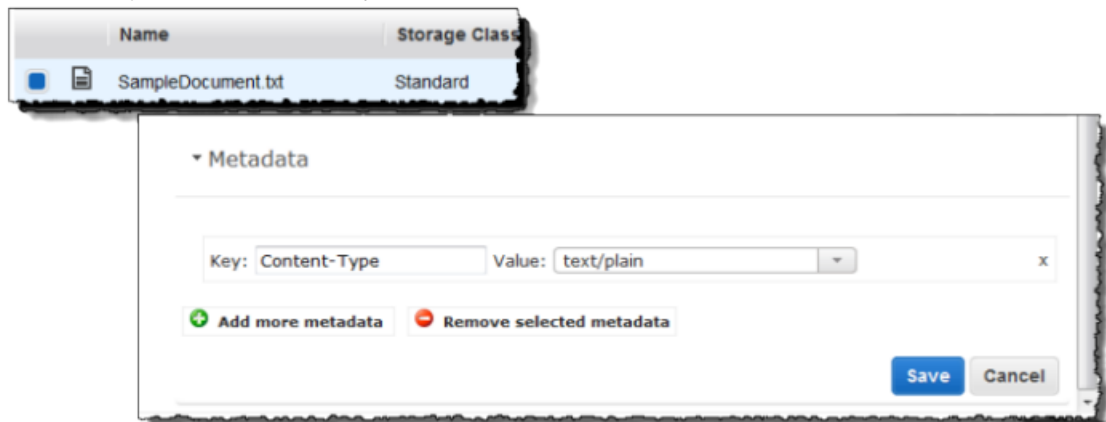 Name Storage Class
SampleDocument.txt Standard
Metadata
Key: Content-Type Value: text/plain x
Add more metadata Remove selected metadata
Save Cancel